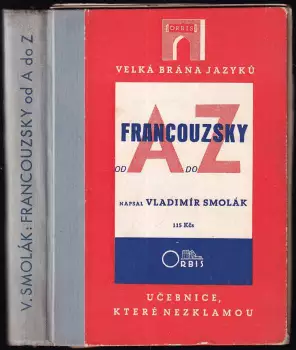 V. SMOLÁK: FRANCOUZSKY od A do Z
ORBIS
VELKÁ BRÁNA JAZYKŮ
FRANCOUZSKY
OD A DO Z
NAPSAL VLADIMÍR SMOLÁK
115 Kčs
ORBIS
UČEBNICE,
KTERÉ NEZKLAMOU